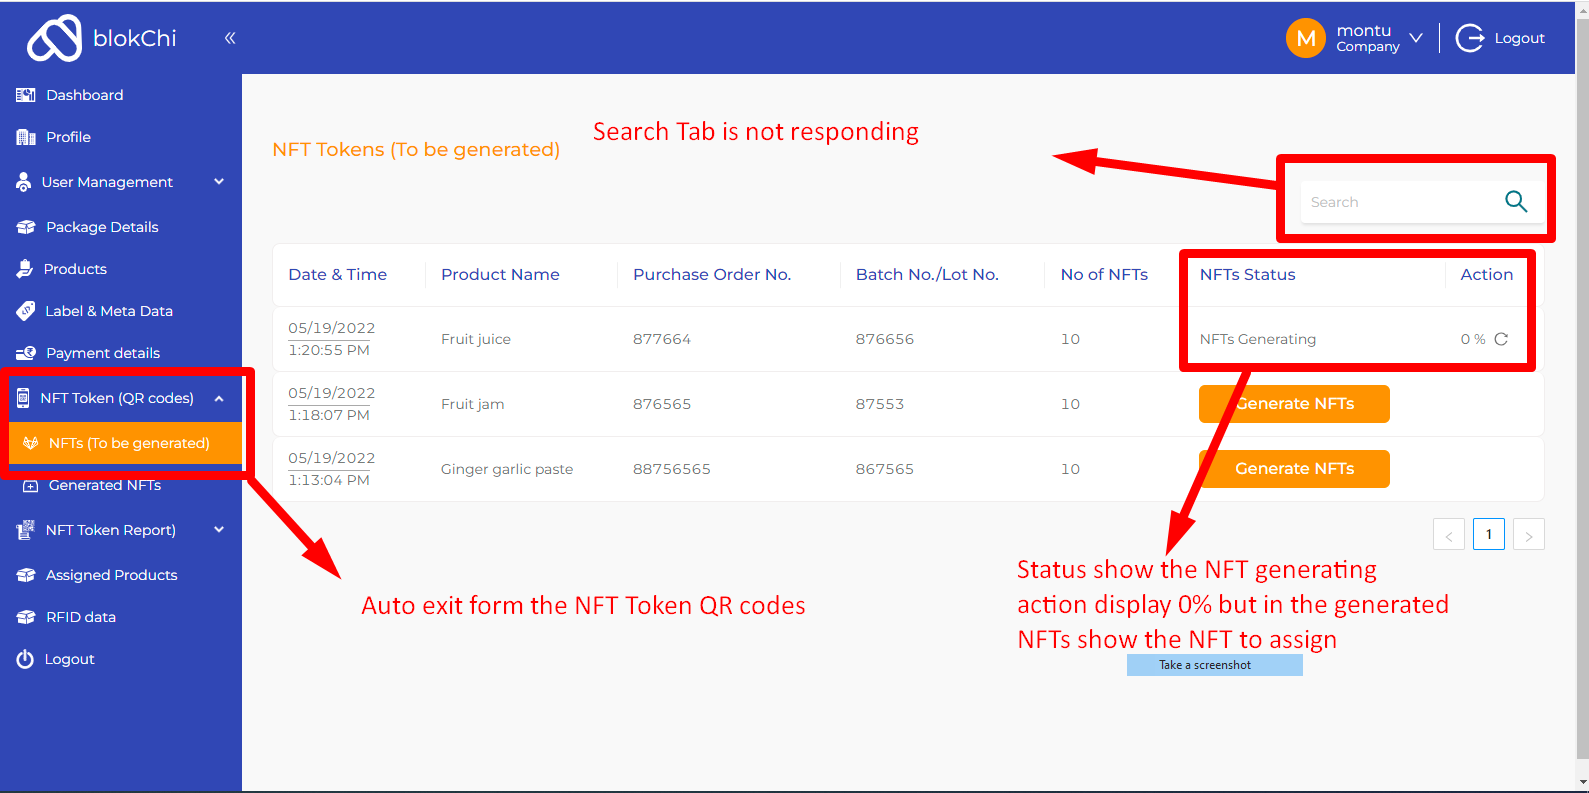 blokChi
«
M
montu
Company
Logout
Dashboard
Profile
User Management
Package Details
Products
Label & Meta Data
Payment details
NFT Token (QR codes)
NFTs (To be generated)
Generated NFTs
NFT Token Report)
Assigned Products
RFID data
Logout
NFT Tokens (To be generated)
Search Tab is not responding
Search
Date & Time Product Name Purchase Order No. Batch No./Lot No. No of NFTs NFTs Status Action
05/19/2022
1:20:55 PM
Fruit juice 877664 876656 10 NFTs Generating 0 %
05/19/2022
1:18:07 PM
Fruit jam 876565 87553 10 Generate NFTs
05/19/2022
1:13:04 PM
Ginger garlic paste 88756565 867565 10 Generate NFTs
< 1 >
Auto exit form the NFT Token QR codes
Status show the NFT generating
action display 0% but in the generated
NFTs show the NFT to assign
Take a screenshot